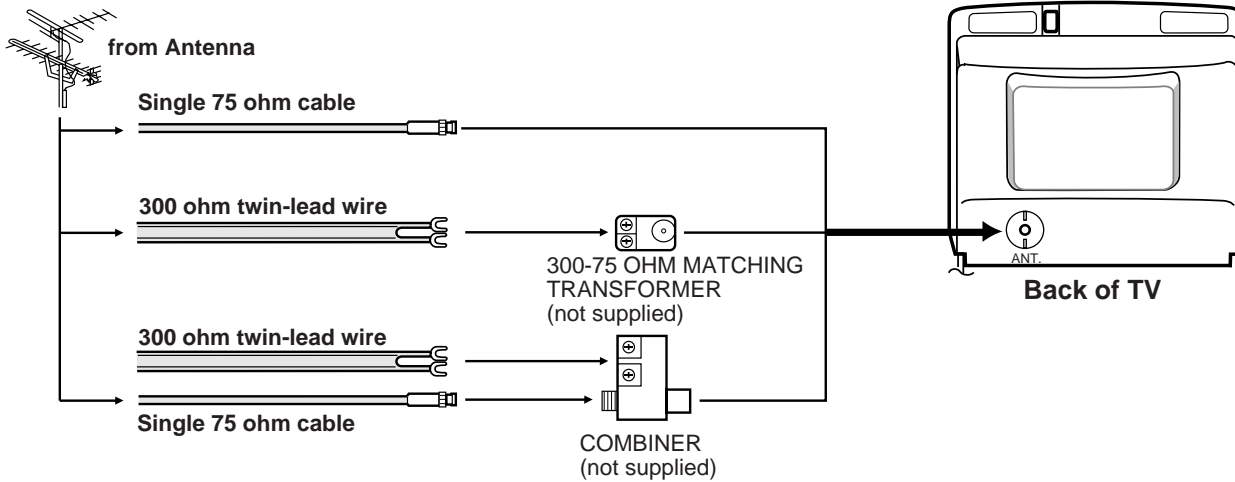 from Antenna
Single 75 ohm cable
300 ohm twin-lead wire
300-75 OHM MATCHING
TRANSFORMER
(not supplied)
ANT.
Back of TV
300 ohm twin-lead wire
Single 75 ohm cable
COMBINER
(not supplied)